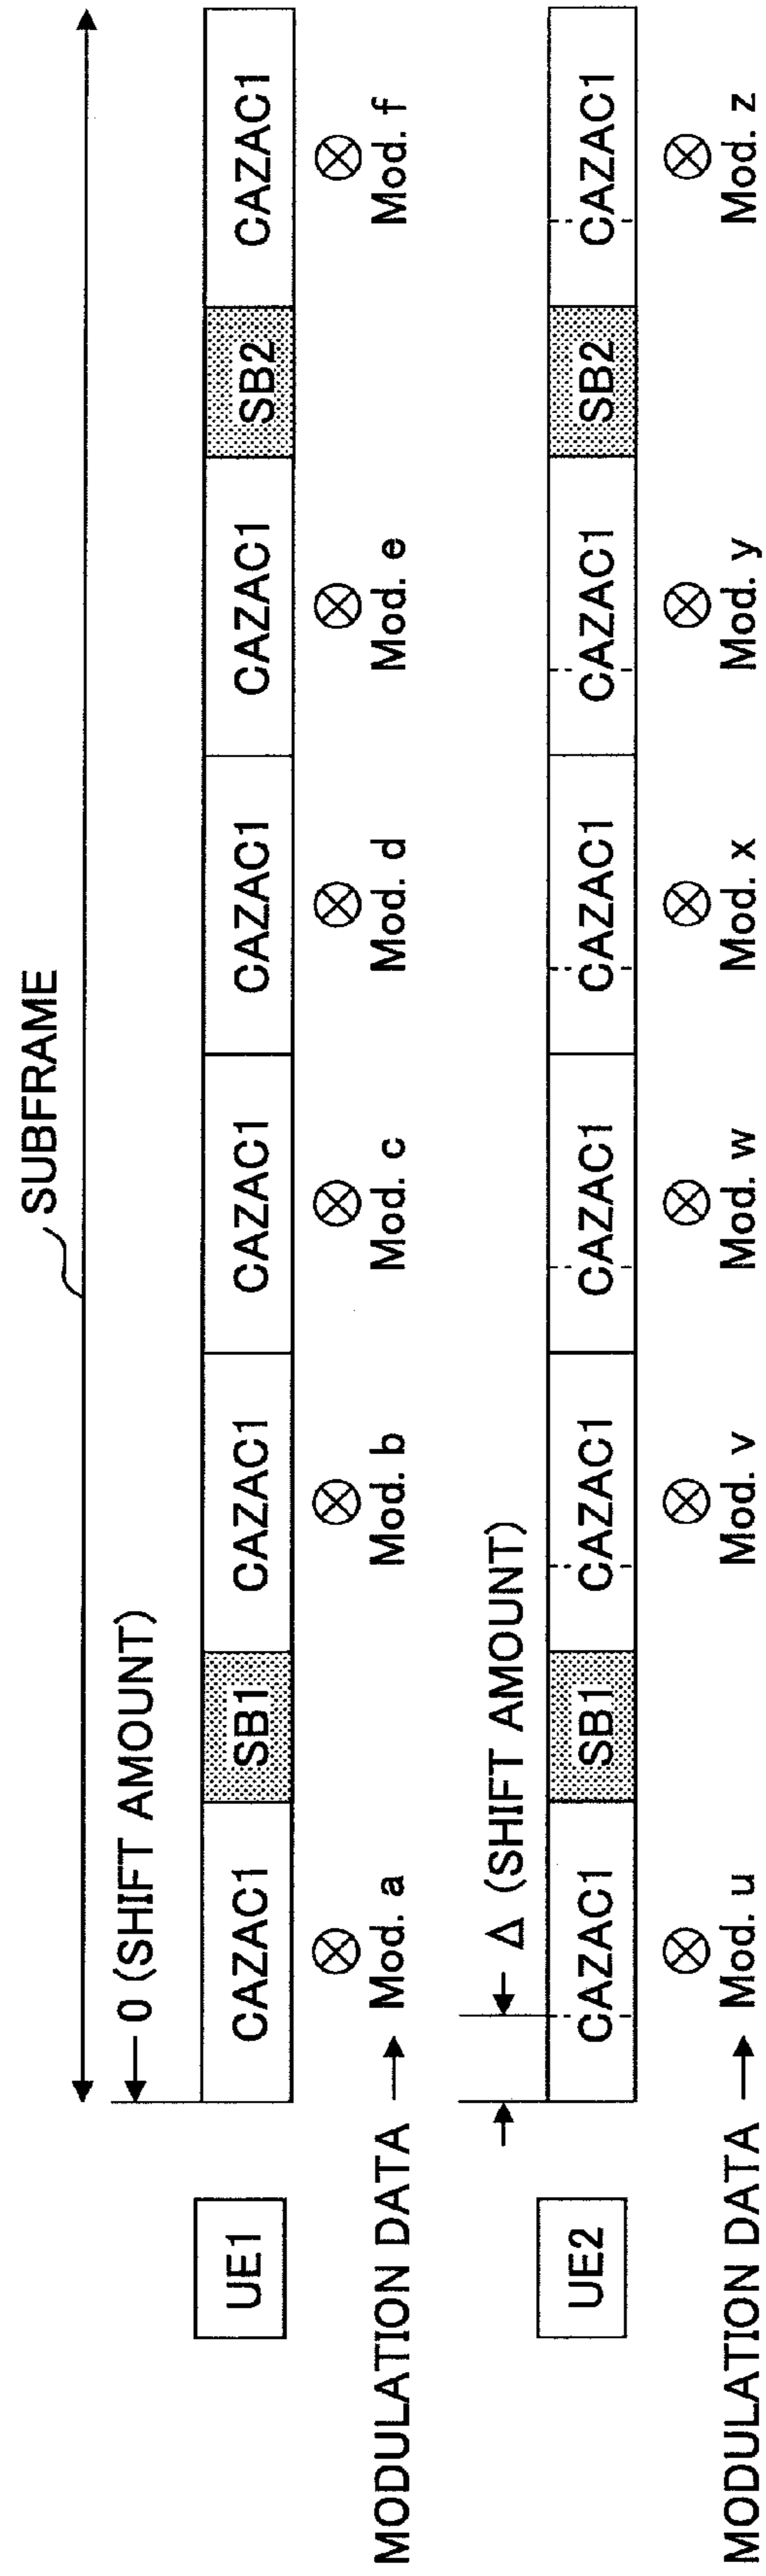 SUBFRAME
0 (SHIFT AMOUNT)
UE1
CAZAC1 SB1 CAZAC1 CAZAC1 CAZAC1 CAZAC1 SB2 CAZAC1
MODULATION DATA Mod. a Mod. b Mod. c Mod. d Mod. e Mod. f
Δ (SHIFT AMOUNT)
UE2
CAZAC1 SB1 CAZAC1 CAZAC1 CAZAC1 CAZAC1 SB2 CAZAC1
MODULATION DATA Mod. u Mod. v Mod. w Mod. x Mod. y Mod. z